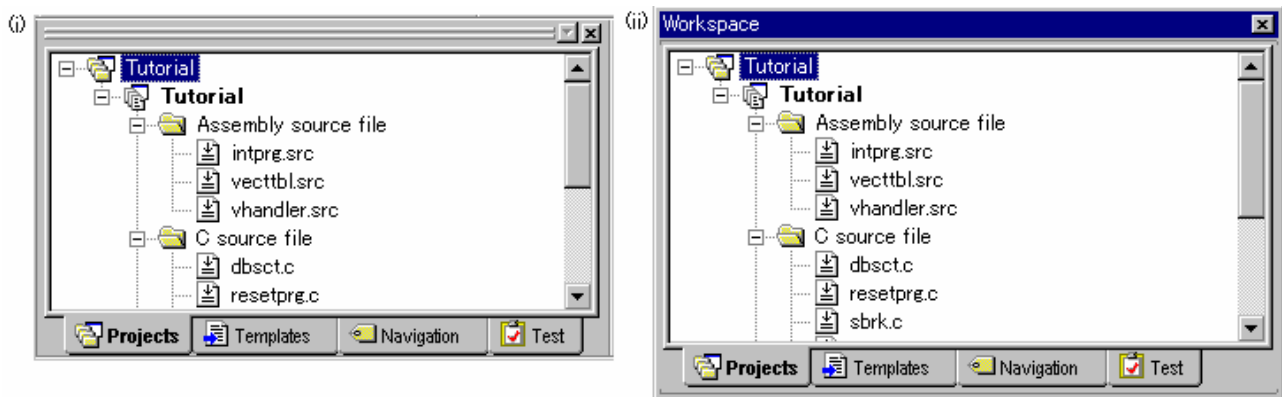 (i)
Tutorial
Tutorial
Assembly source file
intprg.src
vecttbl.src
vhandler.src
C source file
dbsct.c
resetprg.c
Projects Templates Navigation Test
(ii)
Workspace
Tutorial
Tutorial
Assembly source file
intprg.src
vecttbl.src
vhandler.src
C source file
dbsct.c
resetprg.c
sbrk.c
Projects Templates Navigation Test